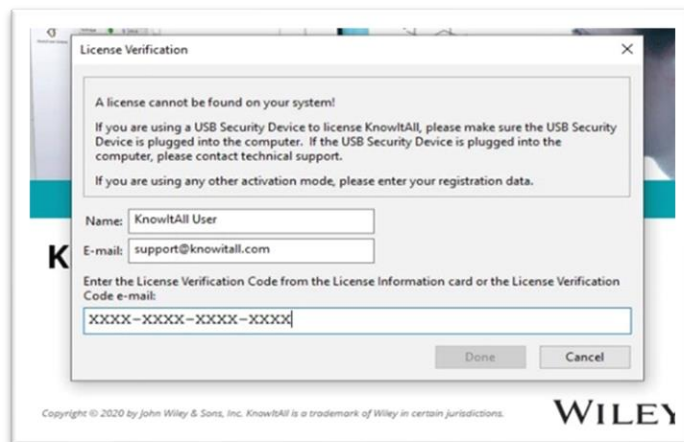 License Verification
A license cannot be found on your system!
If you are using a USB Security Device to license KnowItAll, please make sure the USB Security
Device is plugged into the computer.  If the USB Security Device is plugged into the
computer, please contact technical support.
If you are using any other activation mode, please enter your registration data.
Name: KnowItAll User
E-mail: support@knowitall.com
K
Enter the License Verification Code from the License Information card or the License Verification
Code e-mail:
XXXX-XXXX-XXXX-XXXX
Done Cancel
Copyright © 2020 by John Wiley & Sons, Inc. KnowItAll is a trademark of Wiley in certain jurisdictions.
WILEY